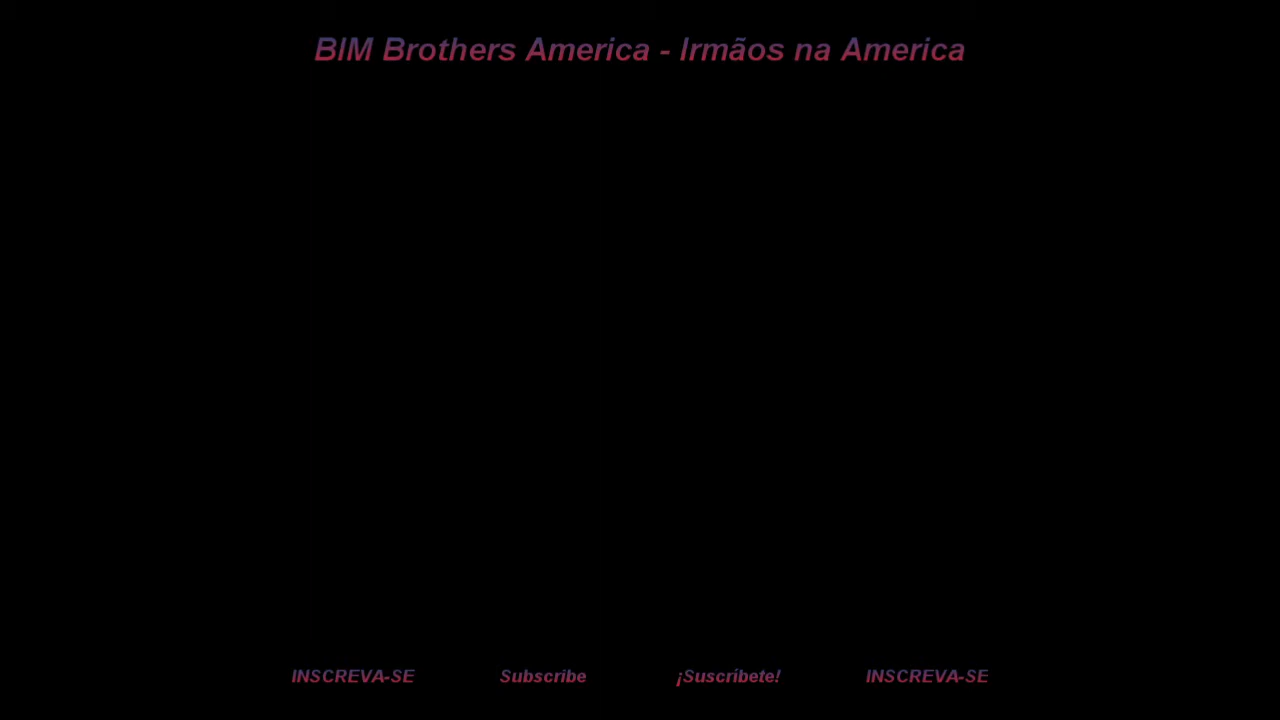 BIM Brothers America - Irmãos na America
INSCREVA-SE Subscribe ¡Suscríbete! INSCREVA-SE